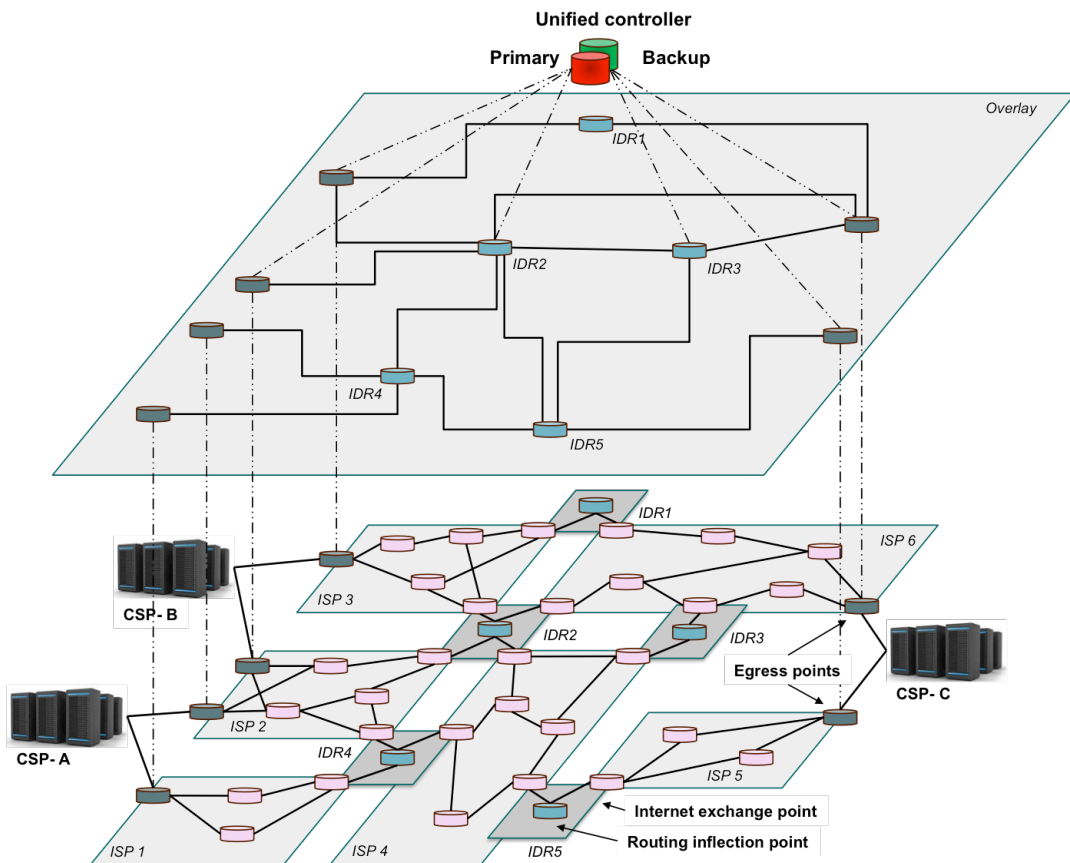 Unified controller
Primary
Backup
Overlay
IDR1
IDR2
IDR3
IDR4
IDR5
IDR1
ISP 6
CSP- B
ISP 3
IDR2
IDR3
Egress points
CSP- C
ISP 2
IDR4
CSP- A
ISP 5
Internet exchange point
Routing inflection point
ISP 1
ISP 4
IDR5